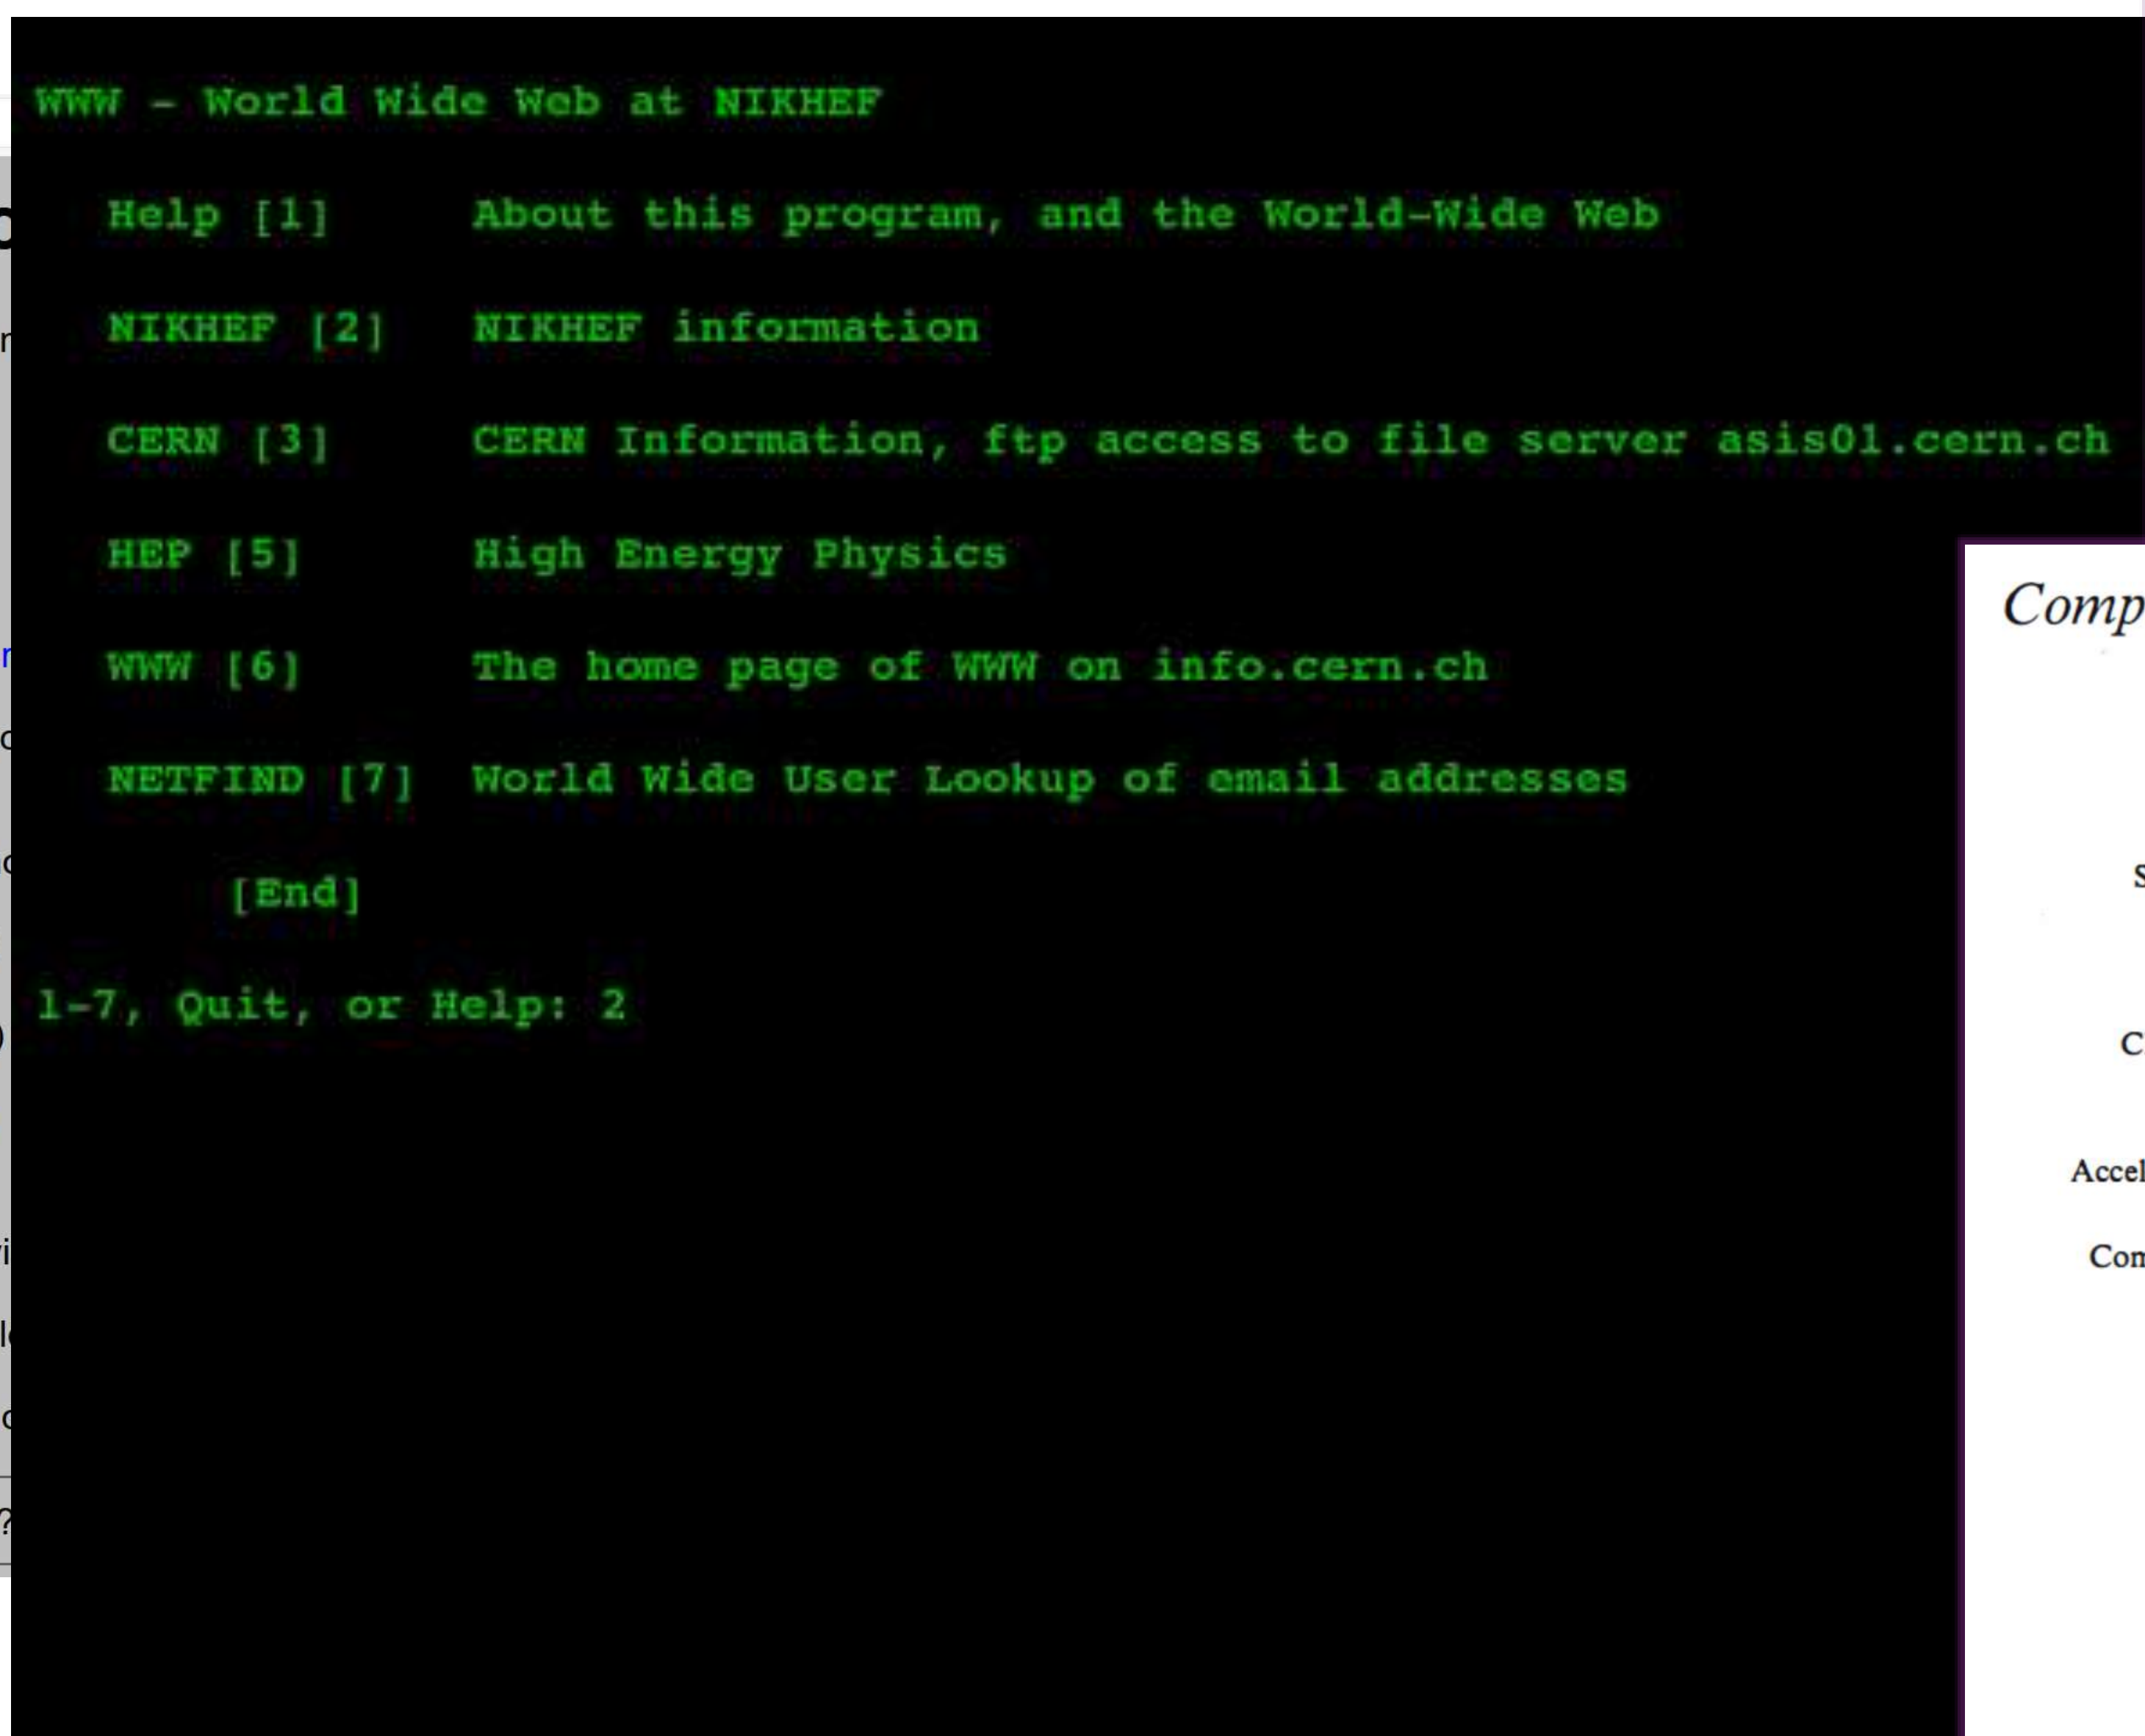 WWW - World Wide Web at NIKHEF
Help [1] About this program, and the World-Wide Web
NIKHEF [2] NIKHEF information
CERN [3] CERN Information, ftp access to file server asis01.cern.ch
HEP [5] High Energy Physics
WWW [6] The home page of WWW on info.cern.ch
NETFIND [7] World Wide User Lookup of email addresses
[End]
1-7, Quit, or Help: 2